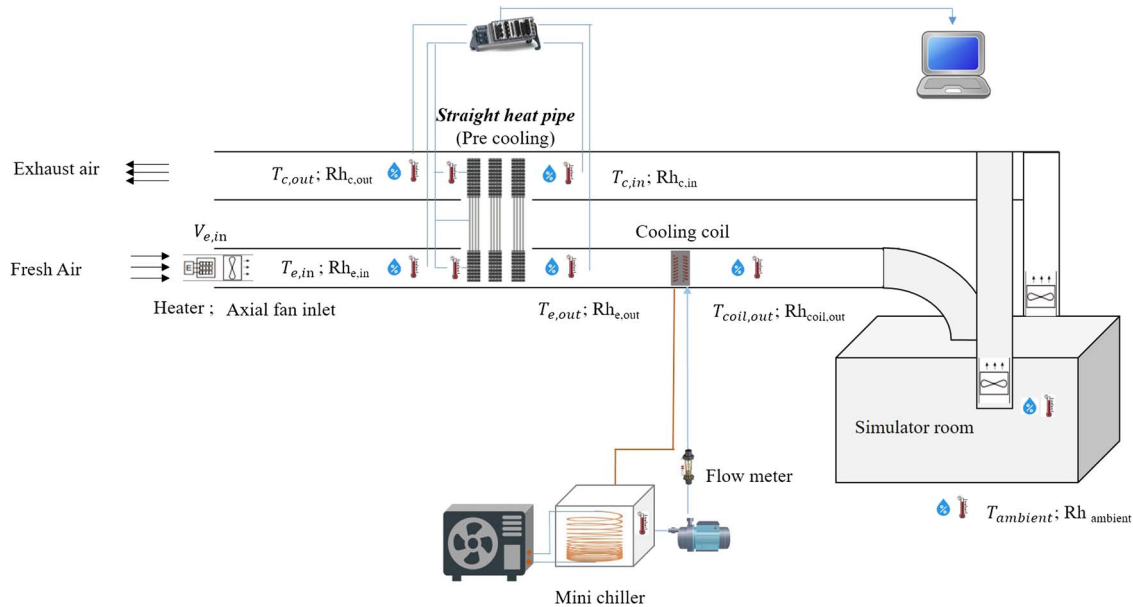 Straight heat pipe
(Pre cooling)
Exhaust air
T_c,out ; Rh_c,out
T_c,in ; Rh_c,in
V_e,in
Cooling coil
Fresh Air
E
T_e,in ; Rh_e,in
Heater ; Axial fan inlet
T_e,out ; Rh_e,out
T_coil,out ; Rh_coil,out
Simulator room
Flow meter
T_ambient ; Rh_ambient
Mini chiller